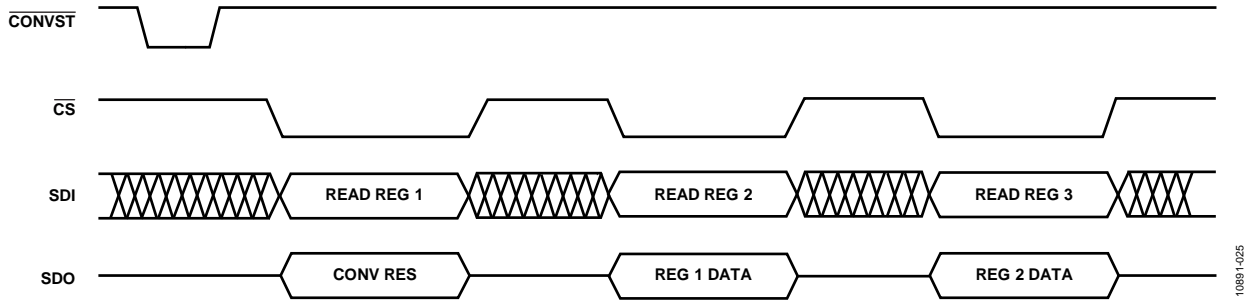 CONVST
CS
SDI READ REG 1 READ REG 2 READ REG 3
SDO CONV RES REG 1 DATA REG 2 DATA
10891-025